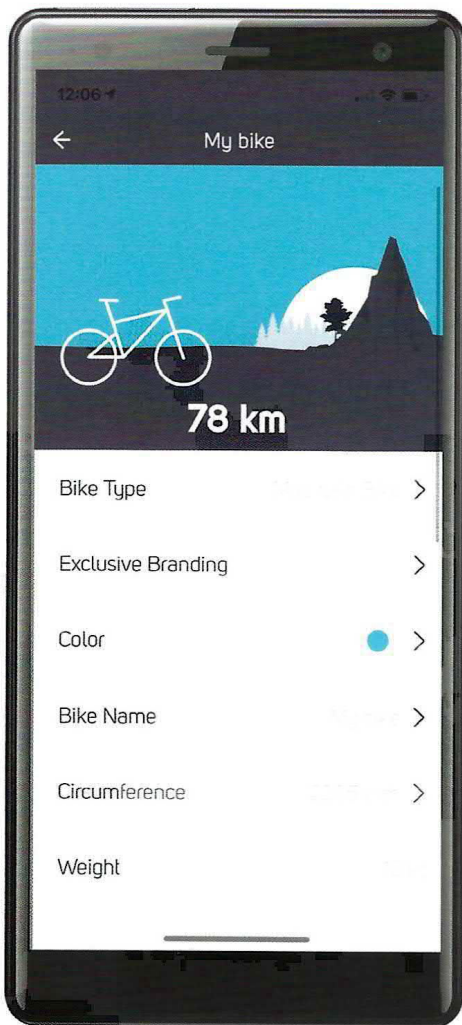 12:06
My bike
78 km
Bike Type
Exclusive Branding
Color
Bike Name
Circumference
Weight